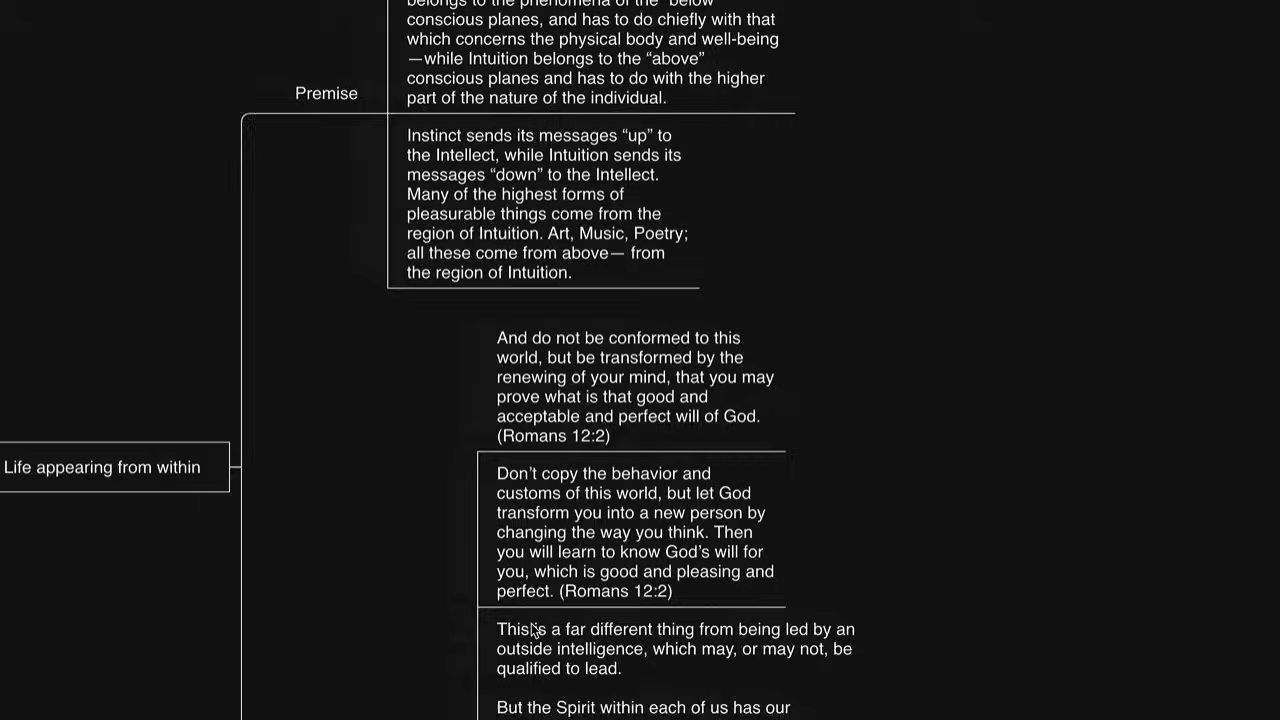 belongs to the phenomena of the “below”
conscious planes, and has to do chiefly with that
which concerns the physical body and well-being
—while Intuition belongs to the “above”
conscious planes and has to do with the higher
part of the nature of the individual.
Premise
Instinct sends its messages “up” to
the Intellect, while Intuition sends its
messages “down” to the Intellect.
Many of the highest forms of
pleasurable things come from the
region of Intuition. Art, Music, Poetry;
all these come from above— from
the region of Intuition.
And do not be conformed to this
world, but be transformed by the
renewing of your mind, that you may
prove what is that good and
acceptable and perfect will of God.
(Romans 12:2)
Life appearing from within
Don’t copy the behavior and
customs of this world, but let God
transform you into a new person by
changing the way you think. Then
you will learn to know God’s will for
you, which is good and pleasing and
perfect. (Romans 12:2)
This is a far different thing from being led by an
outside intelligence, which may, or may not, be
qualified to lead.
But the Spirit within each of us has our